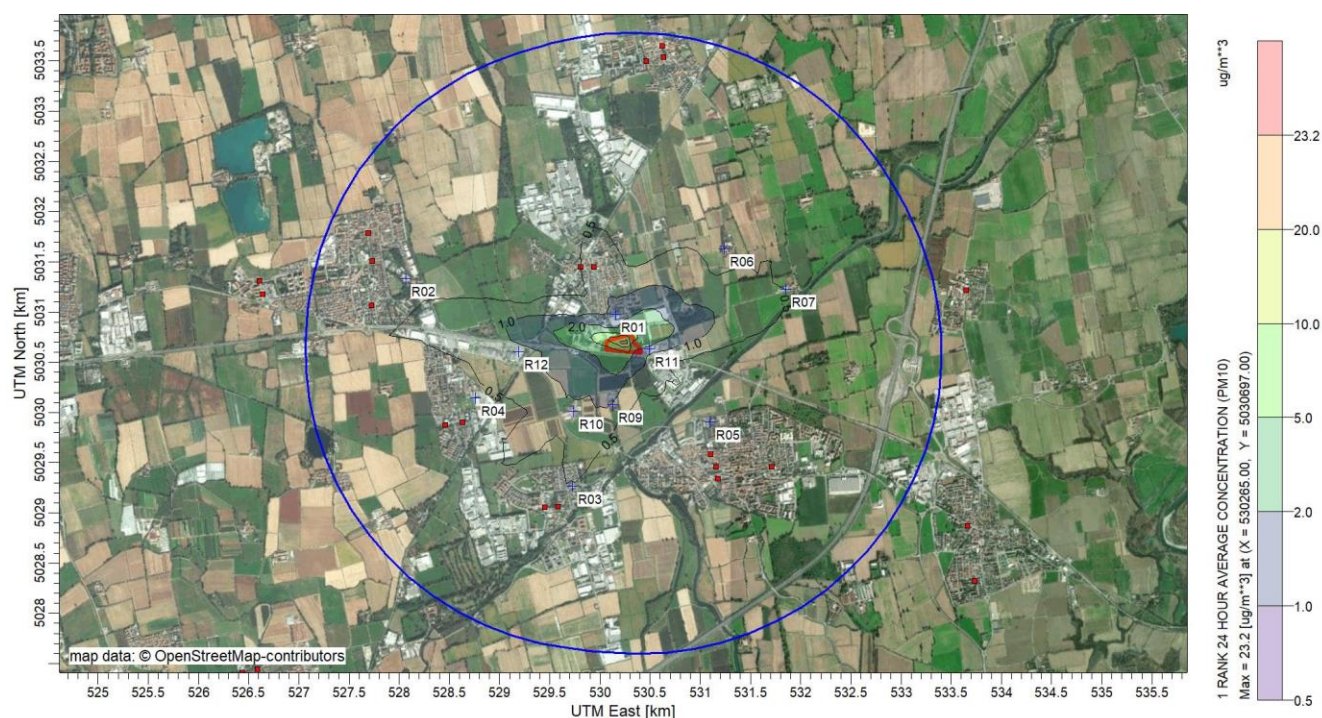 5033.5
5033
5032.5
5032
5031.5
5031
5030.5
5030
5029.5
5029
5028.5
5028
UTM North [km]
0.5
R06
R02
R07
1.0
1.0
2.0
R01
1.0
R11
R12
0.5
R04
R09
R10
R05
0.5
R03
map data: © OpenStreetMap-contributors
525 525.5 526 526.5 527 527.5 528 528.5 529 529.5 530 530.5 531 531.5 532 532.5 533 533.5 534 534.5 535 535.5
UTM East [km]
1 RANK 24 HOUR AVERAGE CONCENTRATION (PM10) ug/m**3
Max = 23.2 [ug/m**3] at (X = 530265.00, Y = 5030697.00)
23.2
20.0
10.0
5.0
2.0
1.0
0.5